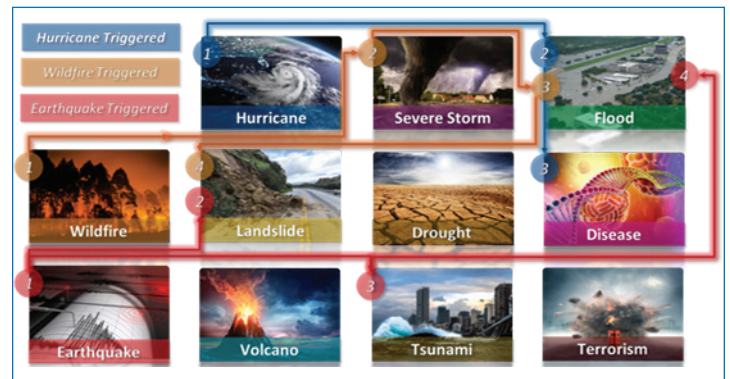 Hurricane Triggered
Wildfire Triggered
Earthquake Triggered
1
2
2
3
4
Hurricane
Severe Storm
Flood
1
4
2
3
Wildfire
Landslide
Drought
Disease
1
3
Earthquake
Volcano
Tsunami
Terrorism